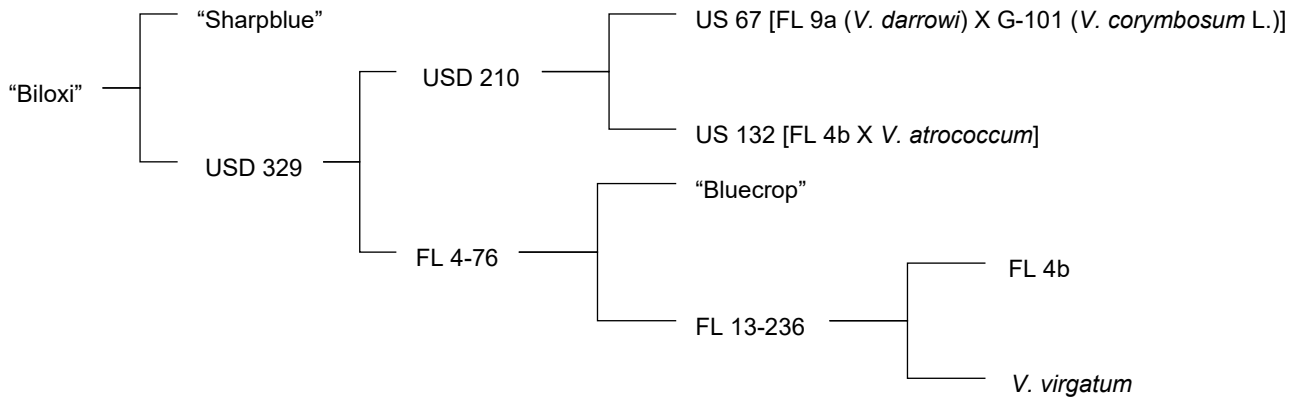 “Sharpblue”
US 67 [FL 9a (V. darrowi) X G-101 (V. corymbosum L.)]
USD 210
“Biloxi”
US 132 [FL 4b X V. atrococcum]
USD 329
“Bluecrop”
FL 4-76
FL 4b
FL 13-236
V. virgatum